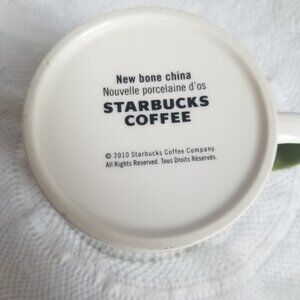 New bone china
Nouvelle porcelaine d'os
STARBUCKS
COFFEE
© 2010 Starbucks Coffee Company.
All Rights Reserved. Tous Droits Réservés.